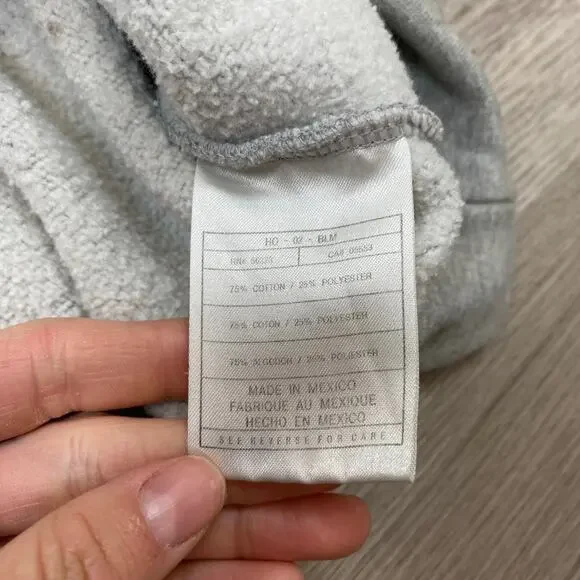 HO - 02 - BLM
RN# 56323 CA# 05553
75% COTTON / 25% POLYESTER
75% COTON / 25% POLYESTER
75% ALGODON / 25% POLIESTER
MADE IN MEXICO
FABRIQUE AU MEXIQUE
HECHO EN MEXICO
SEE REVERSE FOR CARE